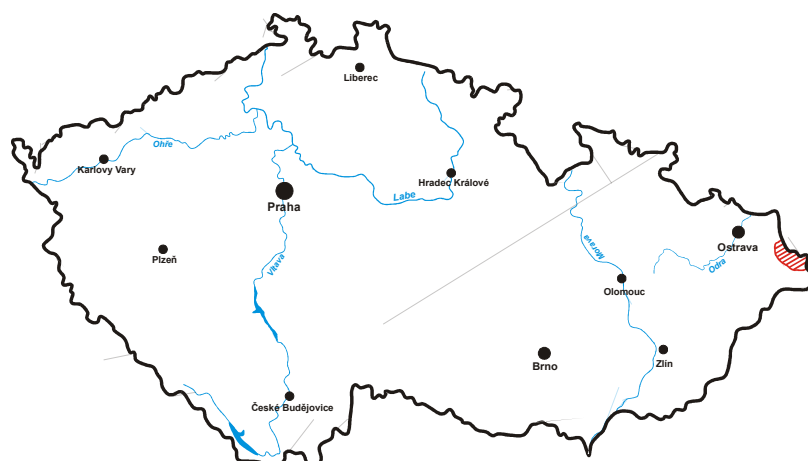 Liberec
Ohře
Karlovy Vary
Hradec Králové
Labe
Praha
Ostrava
Morava
Plzeň
Vltava
Odra
Olomouc
Brno
Zlín
České Budějovice